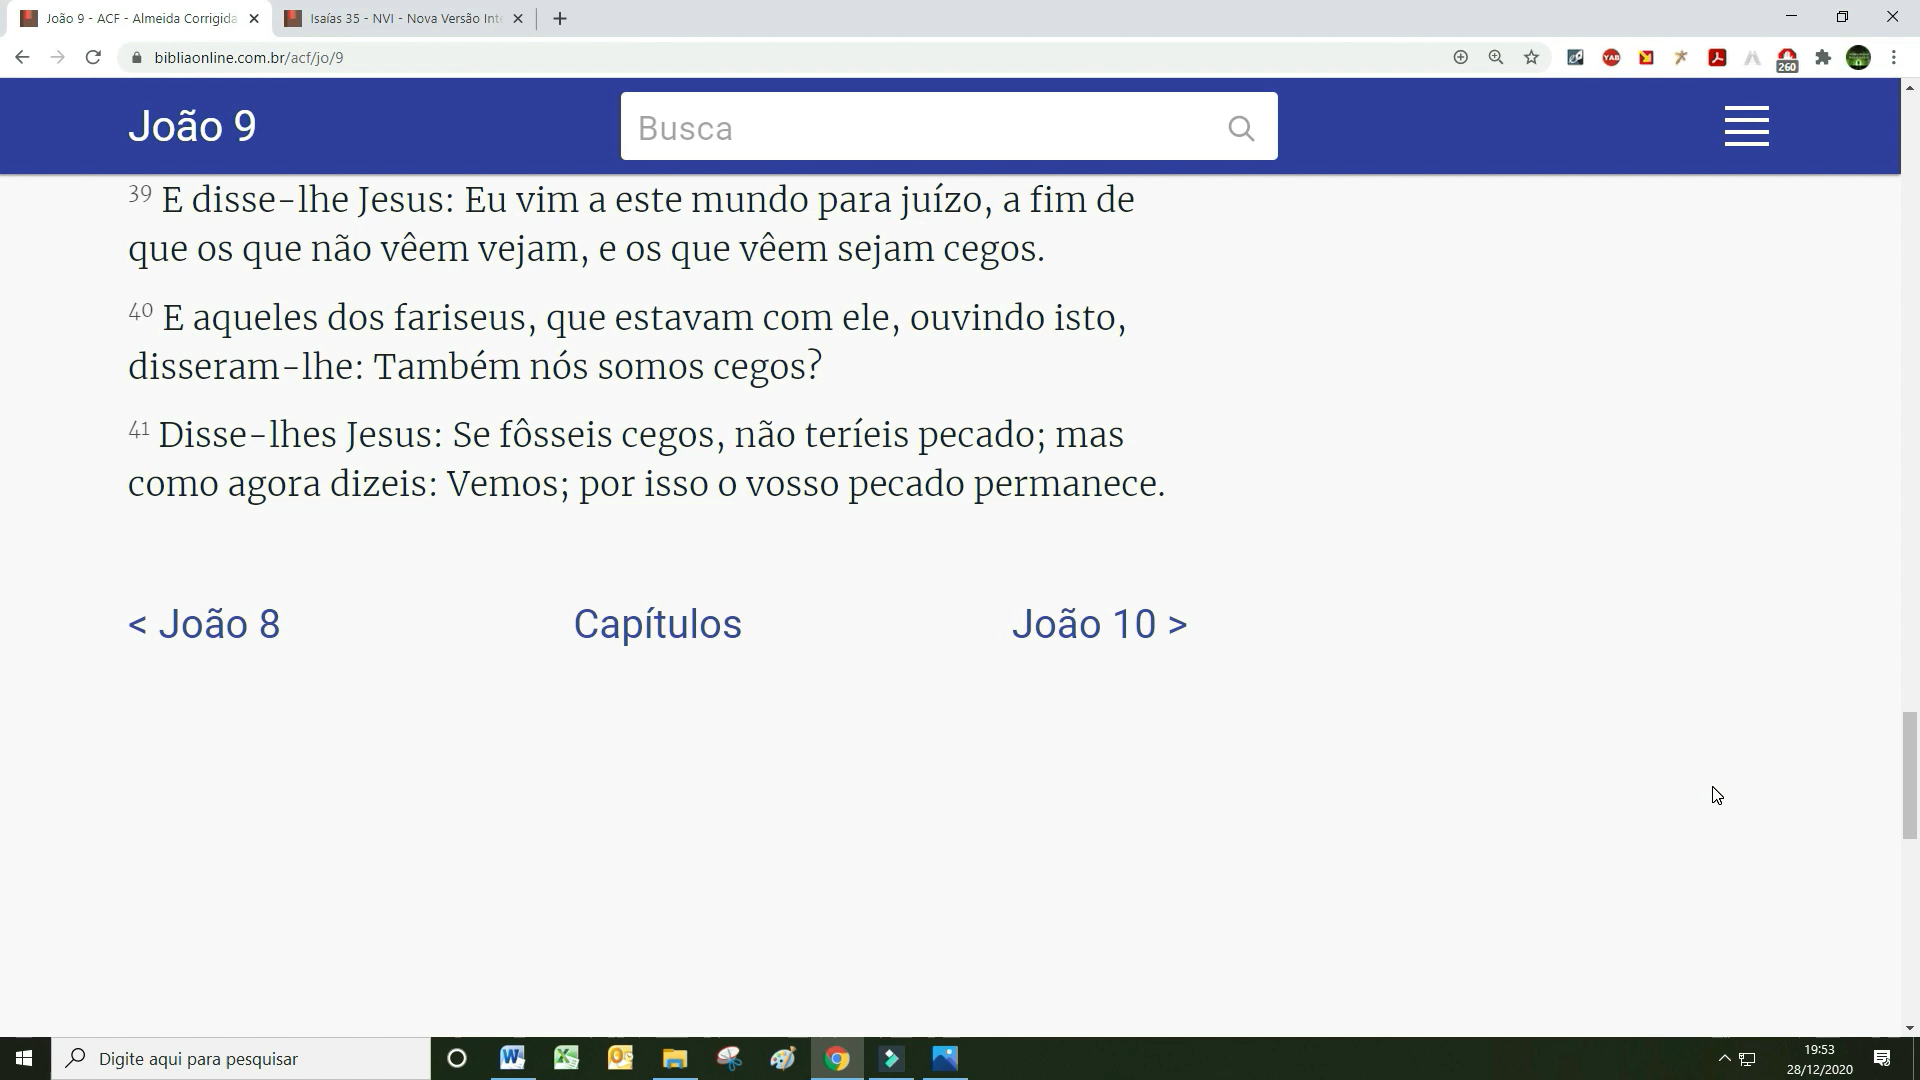 João 9 - ACF - Almeida Corrigida
Isaías 35 - NVI - Nova Versão Int
bibliaonline.com.br/acf/jo/9
YAB
260
João 9
Busca
39 E disse-lhe Jesus: Eu vim a este mundo para juízo, a fim de
que os que não vêem vejam, e os que vêem sejam cegos.
40 E aqueles dos fariseus, que estavam com ele, ouvindo isto,
disseram-lhe: Também nós somos cegos?
41 Disse-lhes Jesus: Se fôsseis cegos, não teríeis pecado; mas
como agora dizeis: Vemos; por isso o vosso pecado permanece.
< João 8
Capítulos
João 10 >
Digite aqui para pesquisar
19:53
28/12/2020